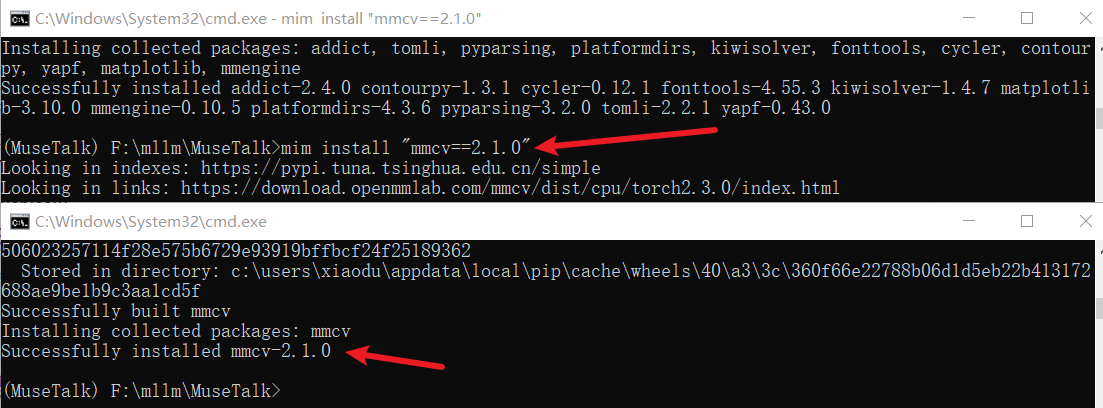 C:\Windows\System32\cmd.exe - mim  install "mmcv==2.1.0"
Installing collected packages: addict, tomli, pyparsing, platformdirs, kiwisolver, fonttools, cycler, contour
py, yapf, matplotlib, mmengine
Successfully installed addict-2.4.0 contourpy-1.3.1 cycler-0.12.1 fonttools-4.55.3 kiwisolver-1.4.7 matplotli
b-3.10.0 mmengine-0.10.5 platformdirs-4.3.6 pyparsing-3.2.0 tomli-2.2.1 yapf-0.43.0
(MuseTalk) F:\mllm\MuseTalk>mim install "mmcv==2.1.0"
Looking in indexes: https://pypi.tuna.tsinghua.edu.cn/simple
Looking in links: https://download.openmmlab.com/mmcv/dist/cpu/torch2.3.0/index.html
C:\Windows\System32\cmd.exe
506023257114f28e575b6729e93919bffbcf24f25189362
Stored in directory: c:\users\xiaodu\appdata\local\pip\cache\wheels\40\a3\3c\360f66e22788b06d1d5eb22b413172
688ae9be1b9c3aa1cd5f
Successfully built mmcv
Installing collected packages: mmcv
Successfully installed mmcv-2.1.0
(MuseTalk) F:\mllm\MuseTalk>